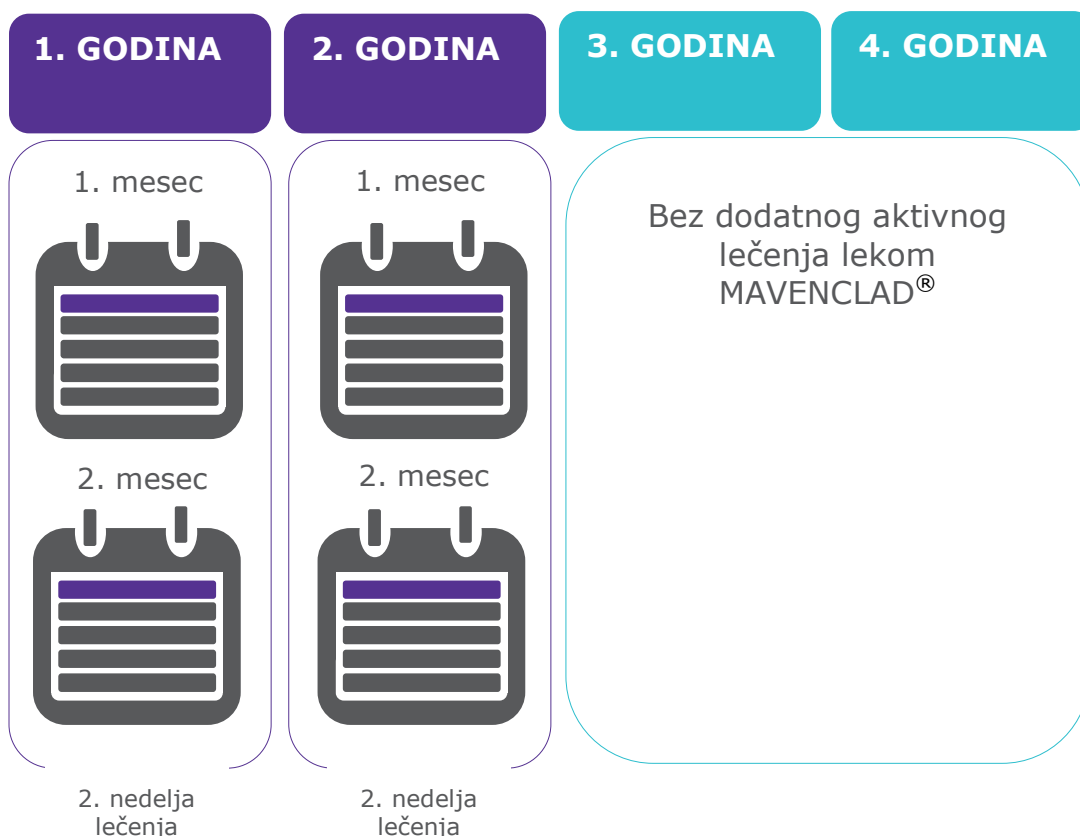 1. GODINA
2. GODINA
3. GODINA
4. GODINA
1. mesec
1. mesec
Bez dodatnog aktivnog
lečenja lekom
MAVENCLAD®
2. mesec
2. mesec
2. nedelja
lečenja
2. nedelja
lečenja